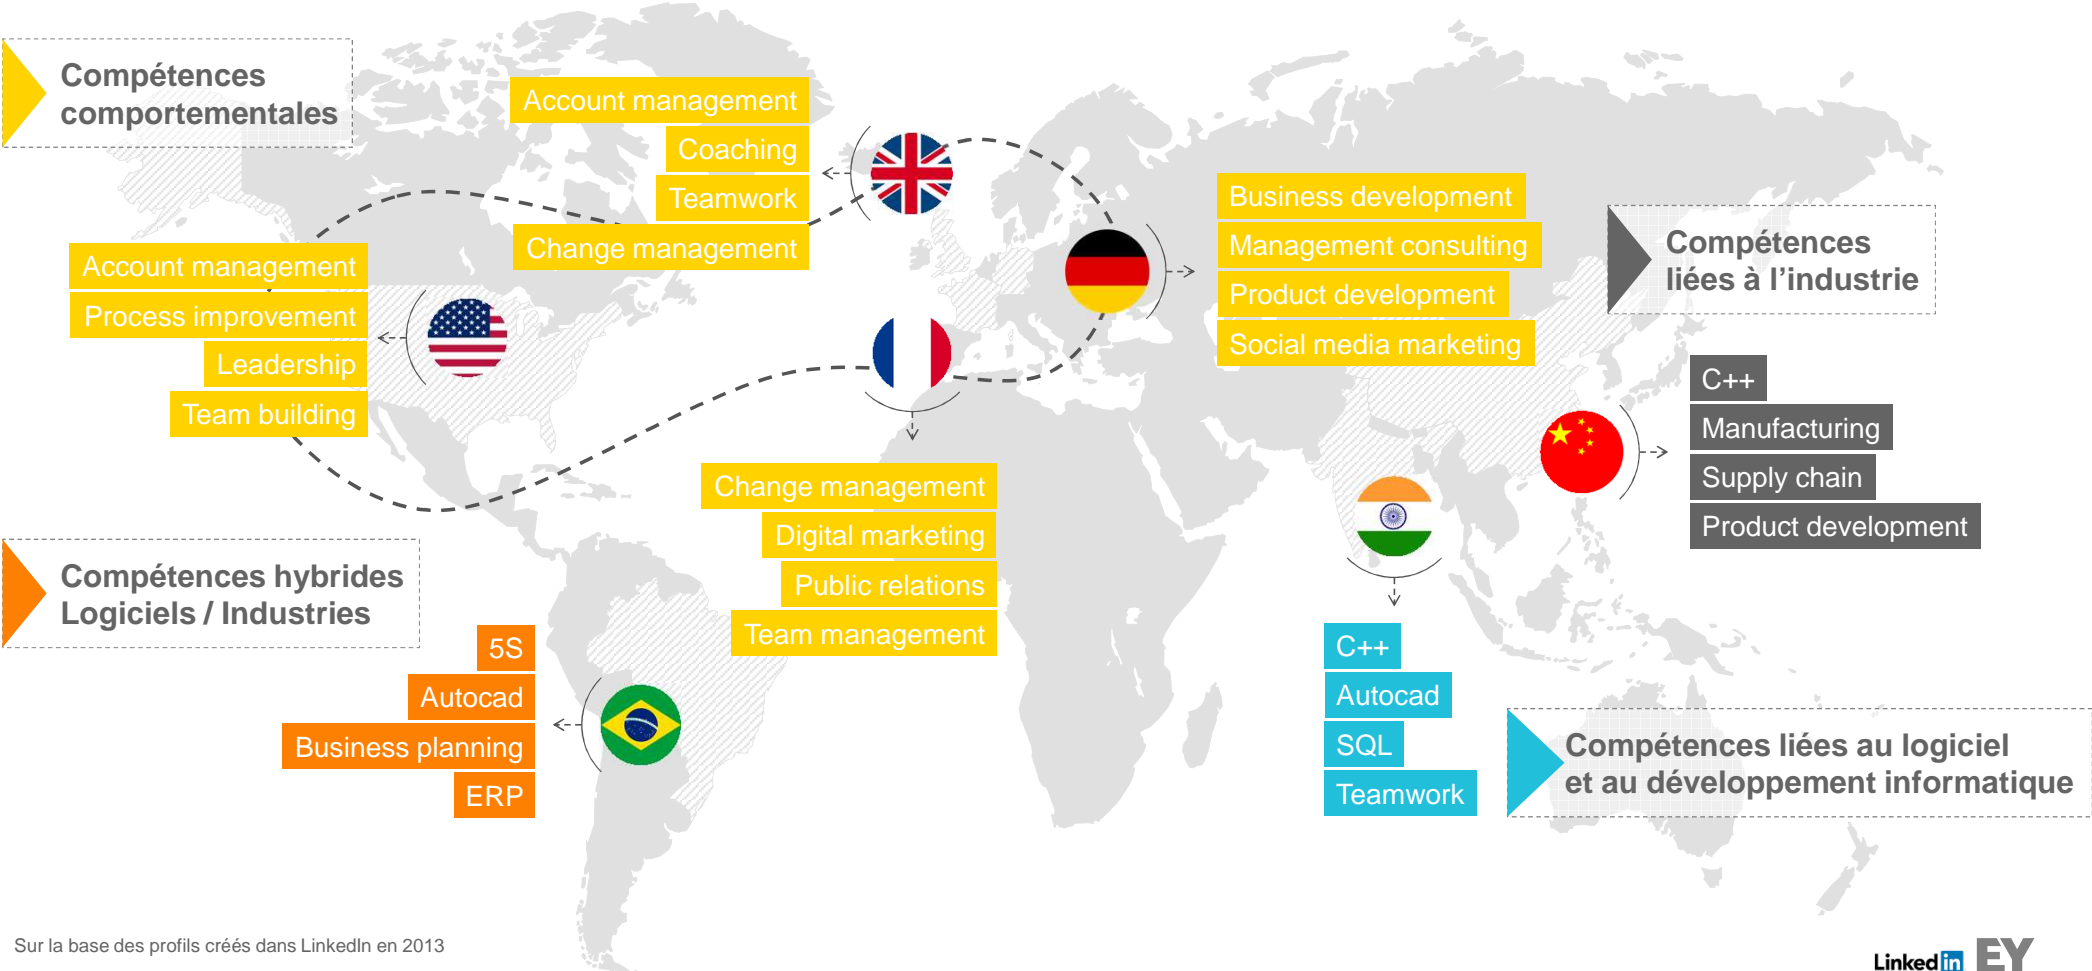 Compétences
comportementales
Account management
Coaching
Teamwork
Change management
Account management
Process improvement
Leadership
Team building
Business development
Management consulting
Product development
Social media marketing
Compétences
liées à l'industrie
C++
Manufacturing
Supply chain
Product development
Change management
Digital marketing
Public relations
Team management
Compétences hybrides
Logiciels / Industries
5S
Autocad
Business planning
ERP
C++
Autocad
SQL
Teamwork
Compétences liées au logiciel
et au développement informatique
Sur la base des profils créés dans LinkedIn en 2013
Linked in EY